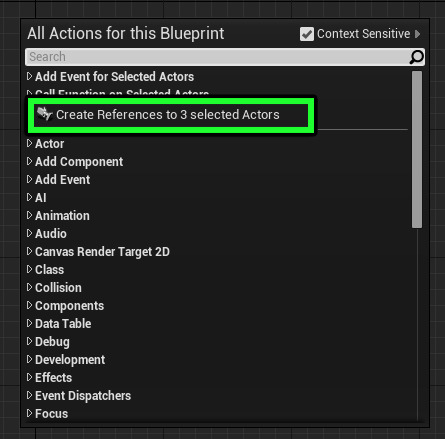 All Actions for this Blueprint
Context Sensitive
Search
Add Event for Selected Actors
Call Function on Selected Actors
Create References to 3 selected Actors
Actor
Add Component
Add Event
AI
Animation
Audio
Canvas Render Target 2D
Class
Collision
Components
Data Table
Debug
Development
Effects
Event Dispatchers
Focus